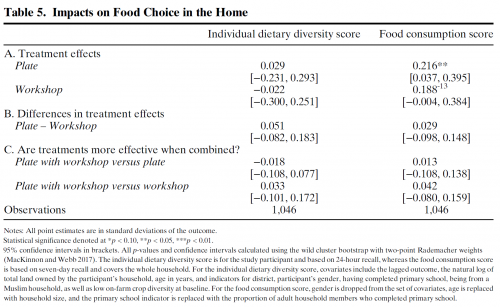 Table 5. Impacts on Food Choice in the Home
Individual dietary diversity score Food consumption score
A. Treatment effects
Plate 0.029 0.216**
[−0.231, 0.293] [0.037, 0.395]
Workshop −0.022 0.188·13
[−0.300, 0.251] [−0.004, 0.384]
B. Differences in treatment effects
Plate – Workshop 0.051 0.029
[−0.082, 0.183] [−0.098, 0.148]
C. Are treatments more effective when combined?
Plate with workshop versus plate −0.018 0.013
[−0.108, 0.077] [−0.108, 0.138]
Plate with workshop versus workshop 0.033 0.042
[−0.101, 0.172] [−0.080, 0.159]
Observations 1,046 1,046
Notes: All point estimates are in standard deviations of the outcome.
Statistical significance denoted at *p < 0.10, **p < 0.05, ***p < 0.01.
95% confidence intervals in brackets. All p-values and confidence intervals calculated using the wild cluster bootstrap with two-point Rademacher weights
(MacKinnon and Webb 2017). The individual dietary diversity score is for the study participant and based on 24-hour recall, whereas the food consumption score
is based on seven-day recall and covers the whole household. For the individual dietary diversity score, covariates include the lagged outcome, the natural log of
total land owned by the participant's household, age in years, and indicators for district, participant's gender, having completed primary school, being from a
Muslim household, as well as low on-farm crop diversity at baseline. For the food consumption score, gender is dropped from the set of covariates, age is replaced
with household size, and the primary school indicator is replaced with the proportion of adult household members who completed primary school.